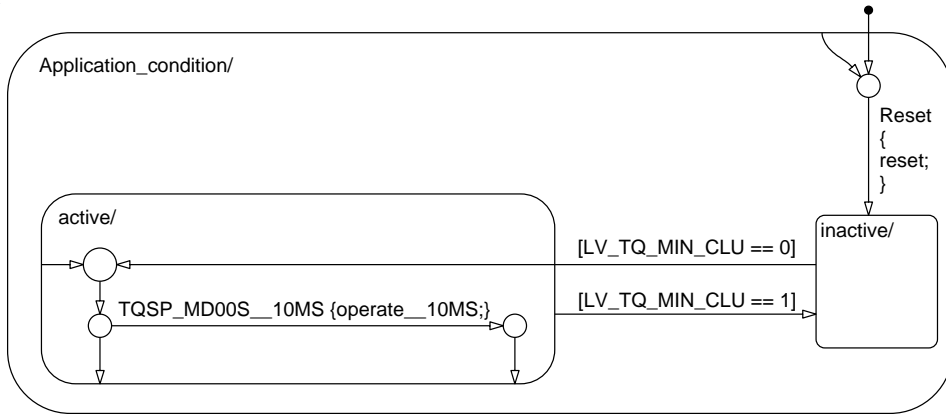 Application_condition/
Reset
{
reset;
}
active/
inactive/
[LV_TQ_MIN_CLU == 0]
TQSP_MD00S__10MS {operate__10MS;}
[LV_TQ_MIN_CLU == 1]